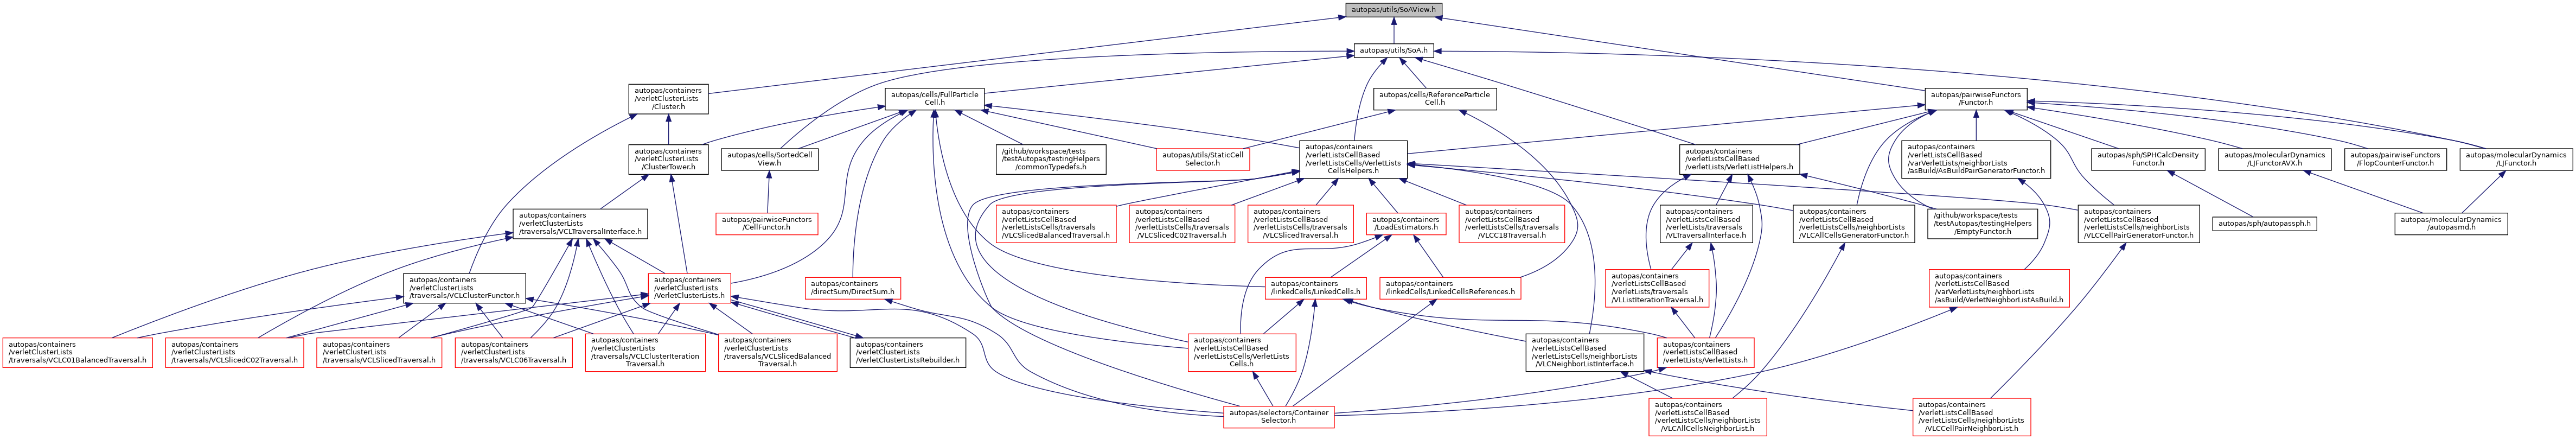 autopas/utils/SoAView.h
autopas/utils/SoA.h
autopas/containers
/verletClusterLists
/Cluster.h
autopas/cells/FullParticle
Cell.h
autopas/cells/ReferenceParticle
Cell.h
autopas/pairwiseFunctors
/Functor.h
autopas/containers
/verletClusterLists
/ClusterTower.h
autopas/cells/SortedCell
View.h
/github/workspace/tests
/testAutopas/testingHelpers
/commonTypedefs.h
autopas/utils/StaticCell
Selector.h
autopas/containers
/verletListsCellBased
/verletListsCells/VerletLists
CellsHelpers.h
autopas/containers
/verletListsCellBased
/verletLists/VerletListHelpers.h
autopas/containers
/verletListsCellBased
/varVerletLists/neighborLists
/asBuild/AsBuildPairGeneratorFunctor.h
autopas/sph/SPHCalcDensity
Functor.h
autopas/molecularDynamics
/LJFunctorAVX.h
autopas/pairwiseFunctors
/FlopCounterFunctor.h
autopas/molecularDynamics
/LJFunctor.h
autopas/containers
/verletClusterLists
/traversals/VCLTraversalInterface.h
autopas/pairwiseFunctors
/CellFunctor.h
autopas/containers
/verletListsCellBased
/verletListsCells/traversals
/VLCSlicedBalancedTraversal.h
autopas/containers
/verletListsCellBased
/verletListsCells/traversals
/VLCSlicedC02Traversal.h
autopas/containers
/verletListsCellBased
/verletListsCells/traversals
/VLCSlicedTraversal.h
autopas/containers
/LoadEstimators.h
autopas/containers
/verletListsCellBased
/verletListsCells/traversals
/VLCC18Traversal.h
autopas/containers
/verletListsCellBased
/verletLists/traversals
/VLTraversalInterface.h
autopas/containers
/verletListsCellBased
/verletListsCells/neighborLists
/VLCAllCellsGeneratorFunctor.h
/github/workspace/tests
/testAutopas/testingHelpers
/EmptyFunctor.h
autopas/containers
/verletListsCellBased
/verletListsCells/neighborLists
/VLCCellPairGeneratorFunctor.h
autopas/sph/autopassph.h
autopas/molecularDynamics
/autopasmd.h
autopas/containers
/verletClusterLists
/traversals/VCLClusterFunctor.h
autopas/containers
/verletClusterLists
/VerletClusterLists.h
autopas/containers
/directSum/DirectSum.h
autopas/containers
/linkedCells/LinkedCells.h
autopas/containers
/linkedCells/LinkedCellsReferences.h
autopas/containers
/verletListsCellBased
/verletLists/traversals
/VLListIterationTraversal.h
autopas/containers
/verletListsCellBased
/varVerletLists/neighborLists
/asBuild/VerletNeighborListAsBuild.h
autopas/containers
/verletClusterLists
/traversals/VCLC01BalancedTraversal.h
autopas/containers
/verletClusterLists
/traversals/VCLSlicedC02Traversal.h
autopas/containers
/verletClusterLists
/traversals/VCLSlicedTraversal.h
autopas/containers
/verletClusterLists
/traversals/VCLC06Traversal.h
autopas/containers
/verletClusterLists
/traversals/VCLClusterIteration
Traversal.h
autopas/containers
/verletClusterLists
/traversals/VCLSlicedBalanced
Traversal.h
autopas/containers
/verletClusterLists
/VerletClusterListsRebuilder.h
autopas/containers
/verletListsCellBased
/verletListsCells/VerletLists
Cells.h
autopas/containers
/verletListsCellBased
/verletListsCells/neighborLists
/VLCNeighborListInterface.h
autopas/containers
/verletListsCellBased
/verletLists/VerletLists.h
autopas/selectors/Container
Selector.h
autopas/containers
/verletListsCellBased
/verletListsCells/neighborLists
/VLCAllCellsNeighborList.h
autopas/containers
/verletListsCellBased
/verletListsCells/neighborLists
/VLCCellPairNeighborList.h